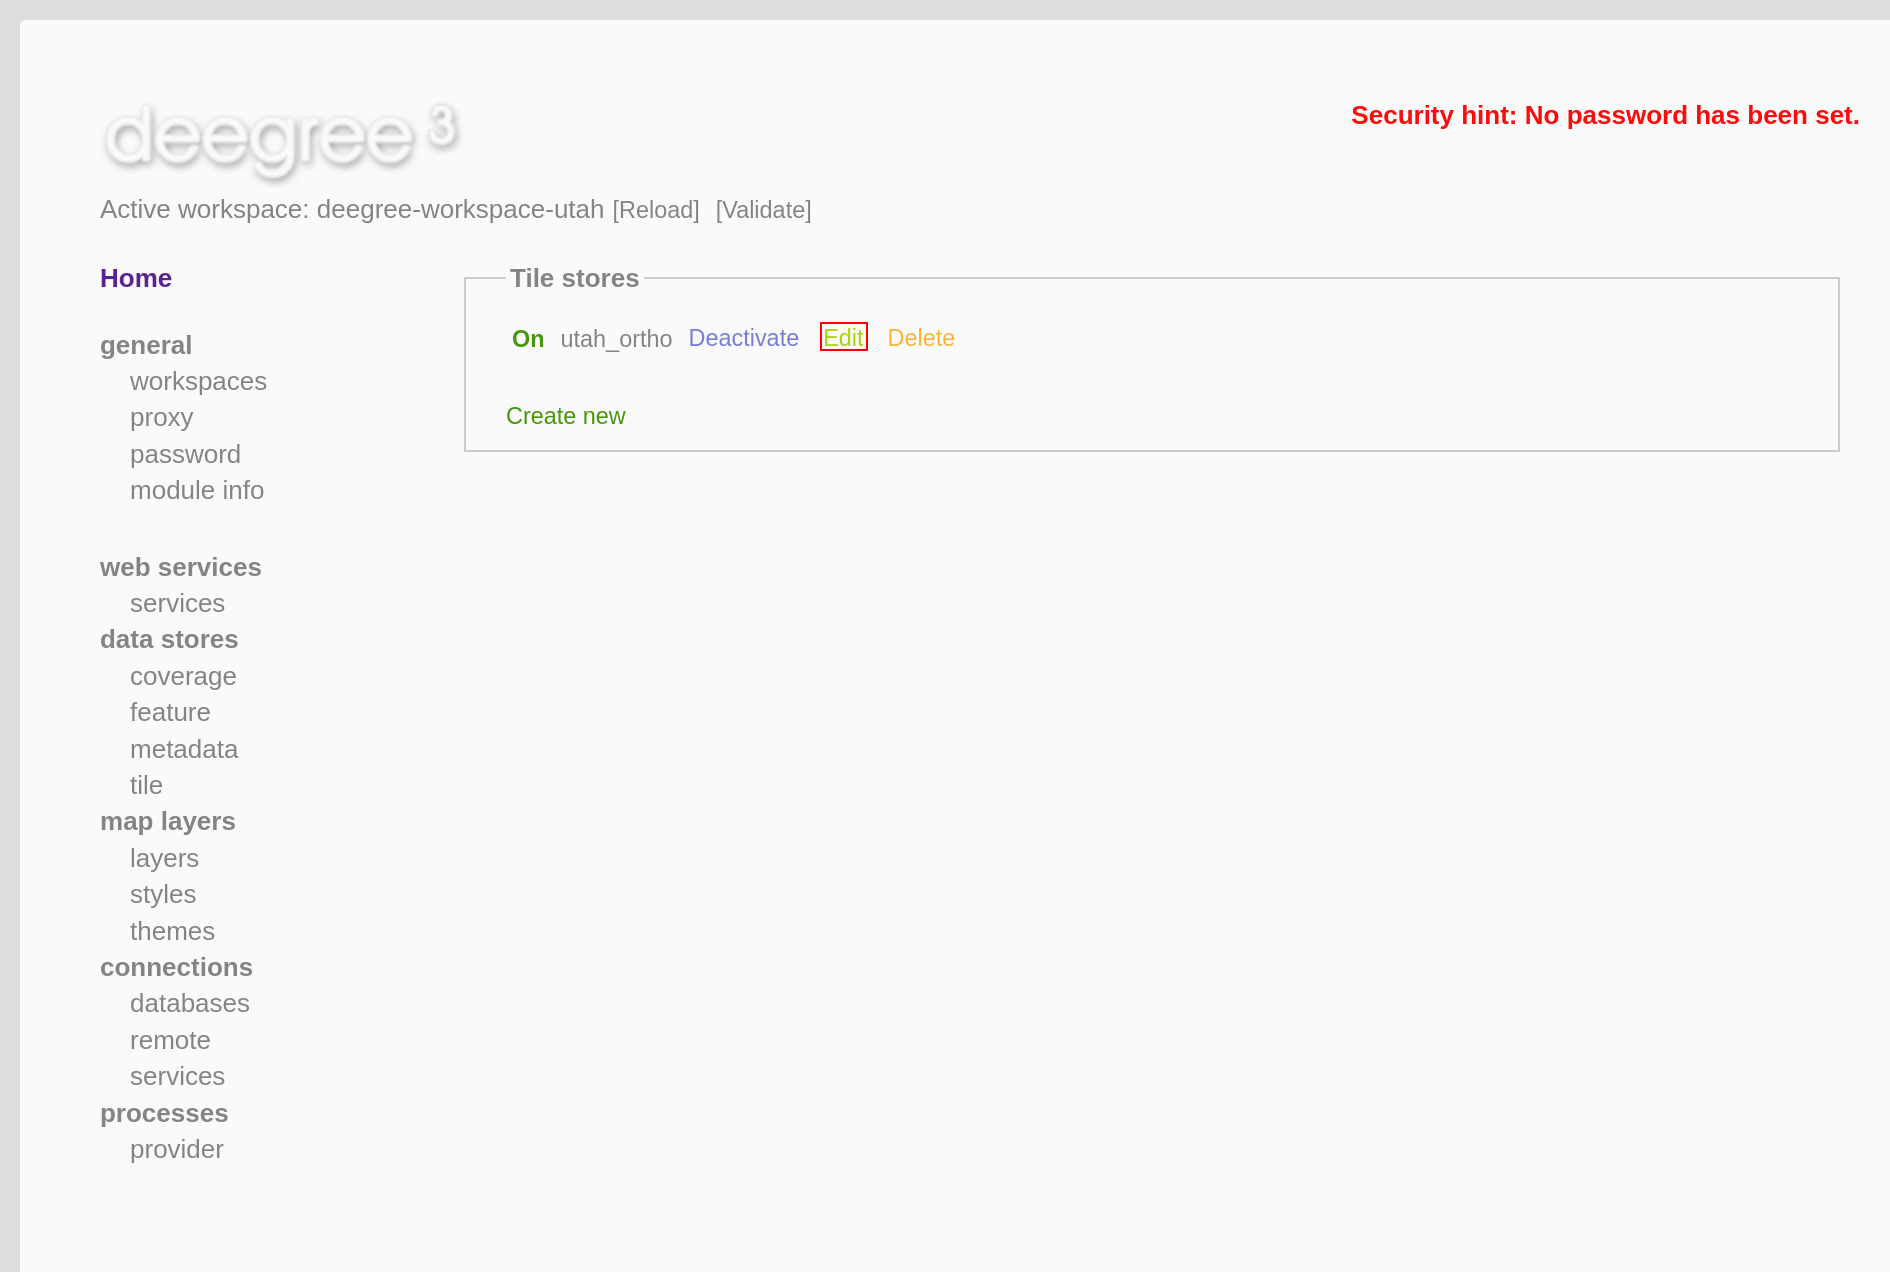 deegree 3
Security hint: No password has been set.
Active workspace: deegree-workspace-utah [Reload] [Validate]
Home
general
workspaces
proxy
password
module info
web services
services
data stores
coverage
feature
metadata
tile
map layers
layers
styles
themes
connections
databases
remote
services
processes
provider
Tile stores
On utah_ortho Deactivate Edit Delete
Create new